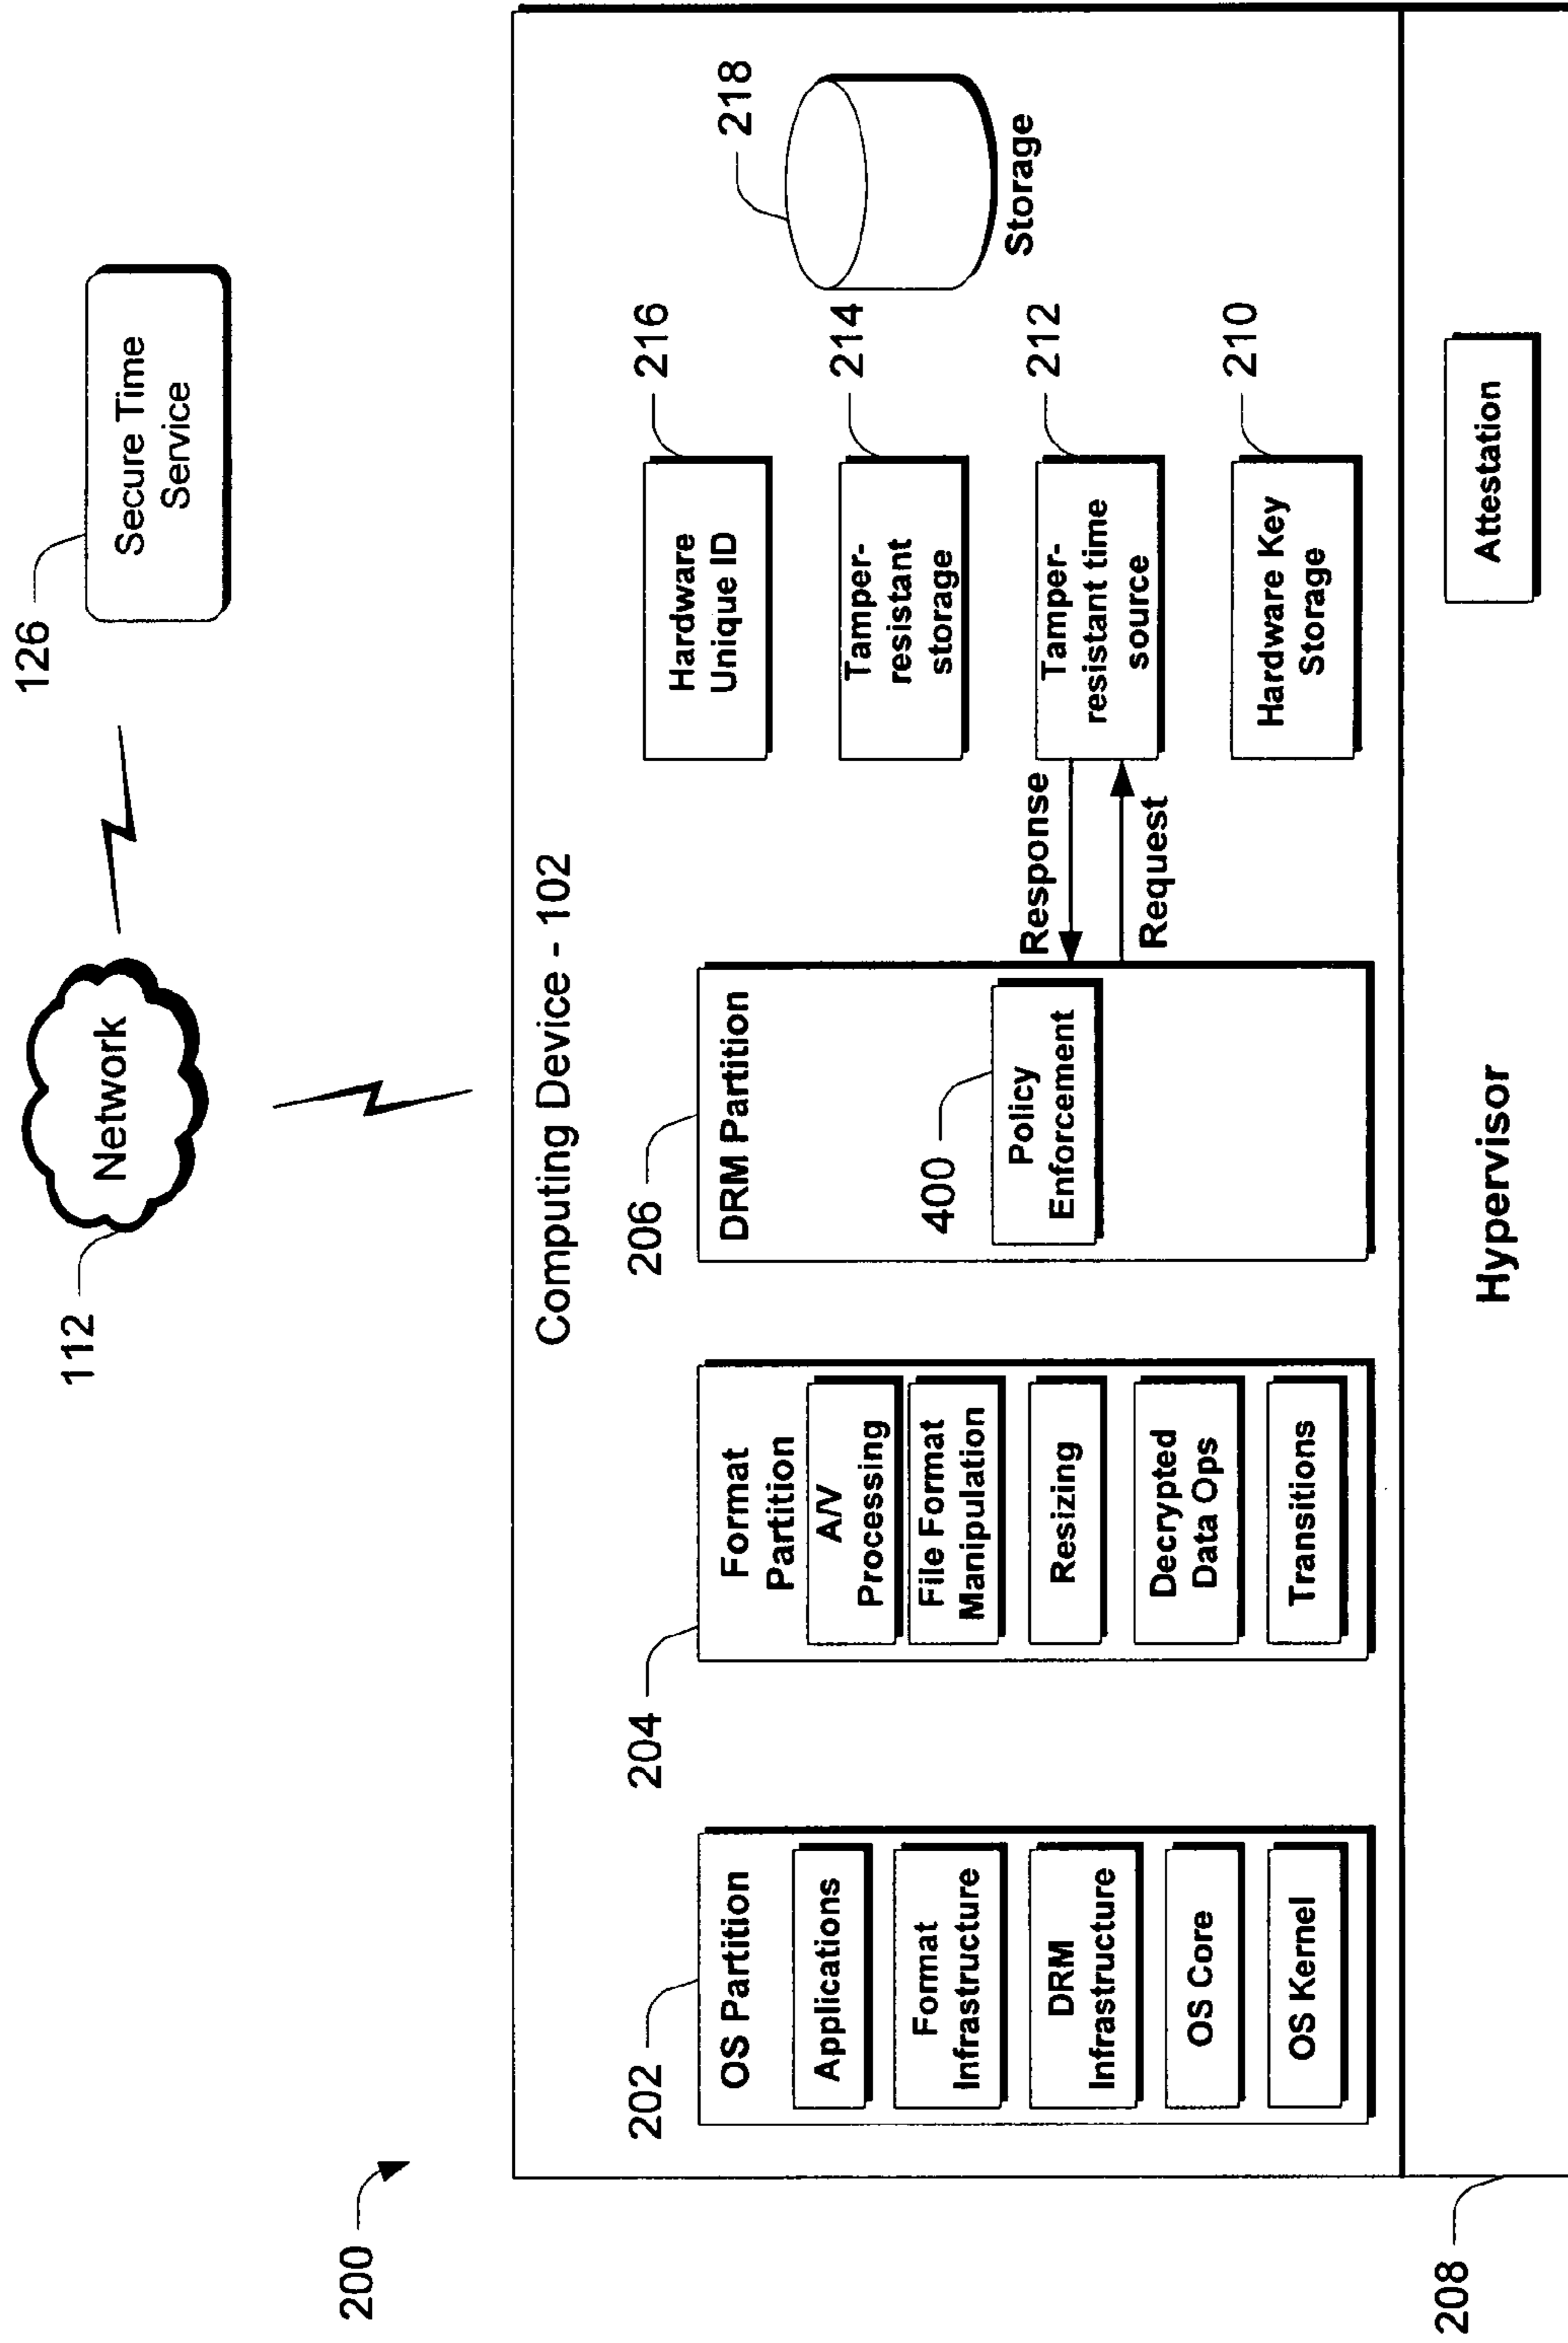 200
112
Network
126
Secure Time
Service
Computing Device - 102
202
OS Partition
Applications
Format
Infrastructure
DRM
Infrastructure
OS Core
OS Kernel
204
Format
Partition
A/V
Processing
File Format
Manipulation
Resizing
Decrypted
Data Ops
Transitions
206
DRM Partition
400
Policy
Enforcement
Response
Request
216
Hardware
Unique ID
214
Tamper-
resistant
storage
212
Tamper-
resistant time
source
210
Hardware Key
Storage
218
Storage
208
Hypervisor
Attestation